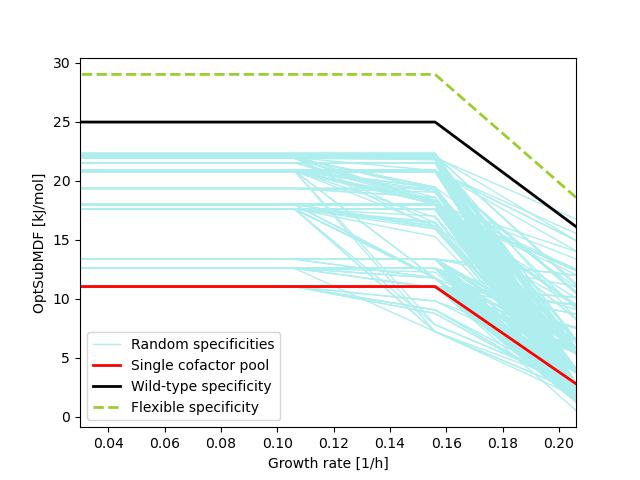 30
25
20
15
10
5
0
OptSubMDF [kJ/mol]
Random specificities
Single cofactor pool
Wild-type specificity
Flexible specificity
0.04 0.06 0.08 0.10 0.12 0.14 0.16 0.18 0.20
Growth rate [1/h]